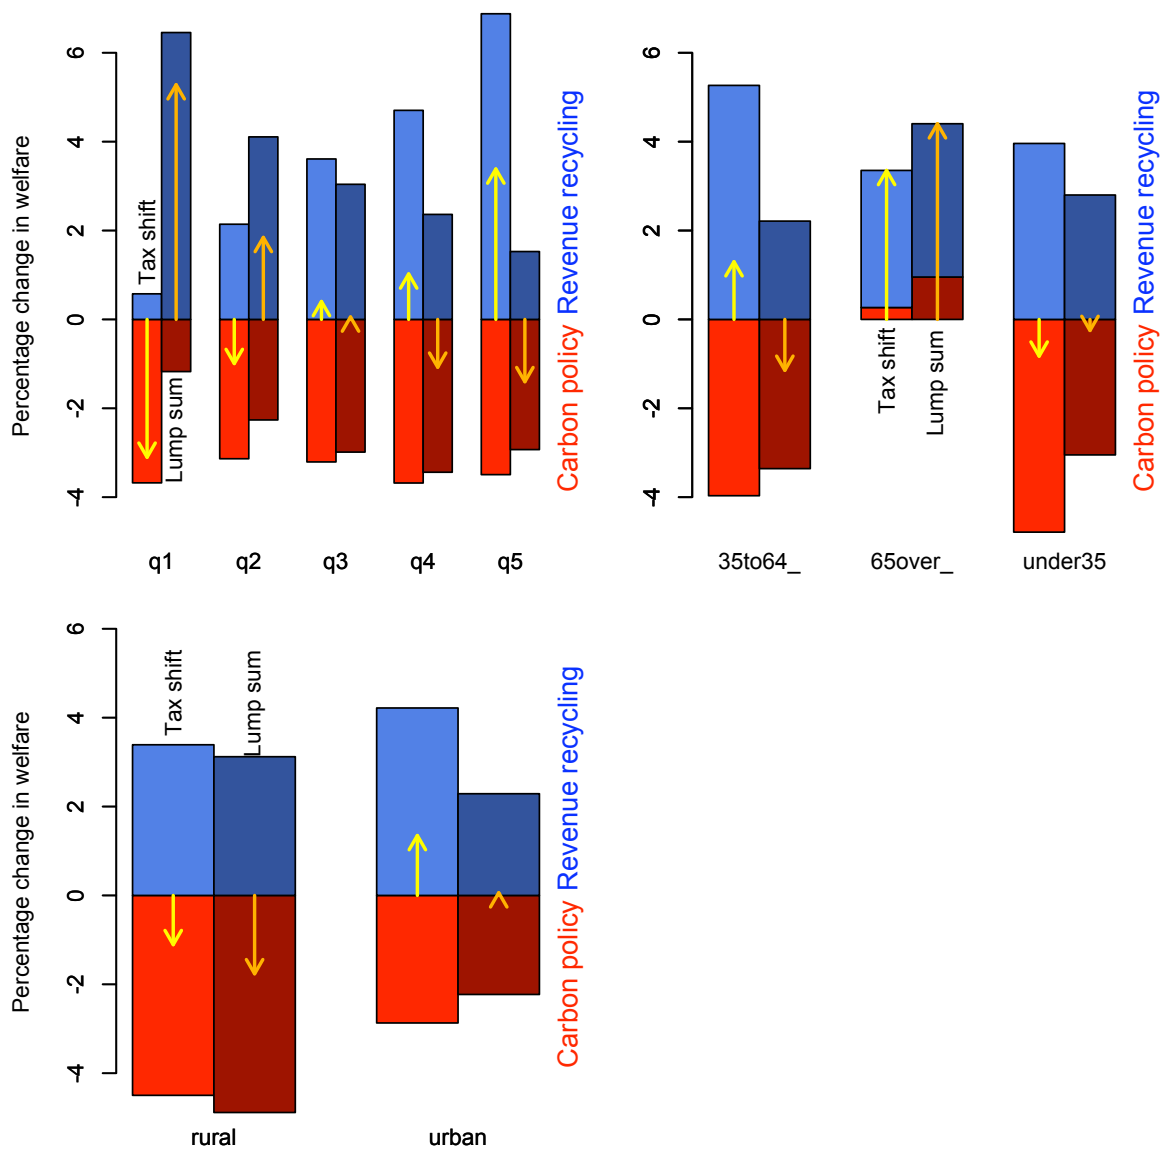 Percentage change in welfare
6
4
2
0
-2
-4
Tax shift
Lump sum
Carbon policy Revenue recycling
q1 q2 q3 q4 q5
6
4
2
0
-2
-4
Tax shift
Lump sum
Carbon policy Revenue recycling
35to64_ 65over_ under35
Percentage change in welfare
6
4
2
0
-2
-4
Tax shift
Lump sum
Carbon policy Revenue recycling
rural urban